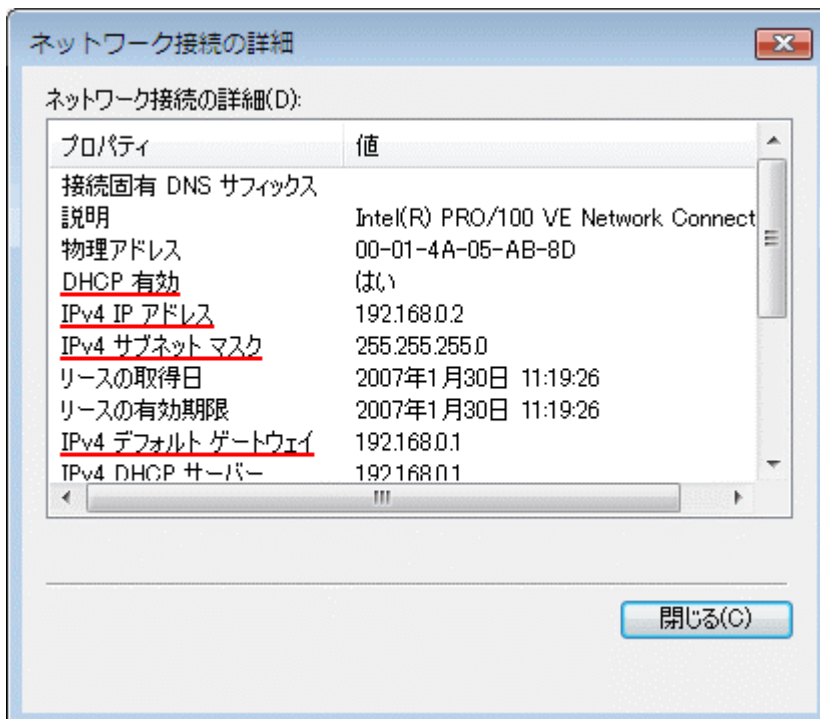 ネットワーク接続の詳細
ネットワーク接続の詳細(D):
プロパティ 値
接続固有 DNS サフィックス
説明 Intel(R) PRO/100 VE Network Connect
物理アドレス 00-01-4A-05-AB-8D
DHCP 有効 はい
IPv4 IP アドレス 192.168.0.2
IPv4 サブネット マスク 255.255.255.0
リースの取得日 2007年1月30日 11:19:26
リースの有効期限 2007年1月30日 11:19:26
IPv4 デフォルト ゲートウェイ 192.168.0.1
IPv4 DHCP サーバー 192.168.0.1
閉じる(C)